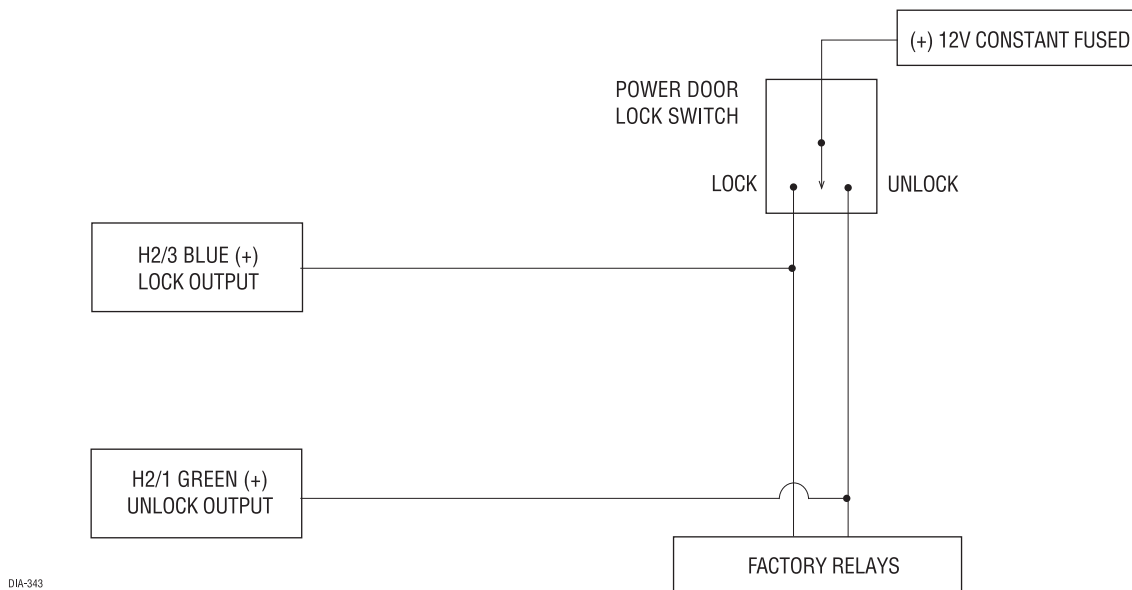 (+) 12V CONSTANT FUSED
POWER DOOR
LOCK SWITCH
LOCK
UNLOCK
H2/3 BLUE (+)
LOCK OUTPUT
H2/1 GREEN (+)
UNLOCK OUTPUT
FACTORY RELAYS
DIA-343